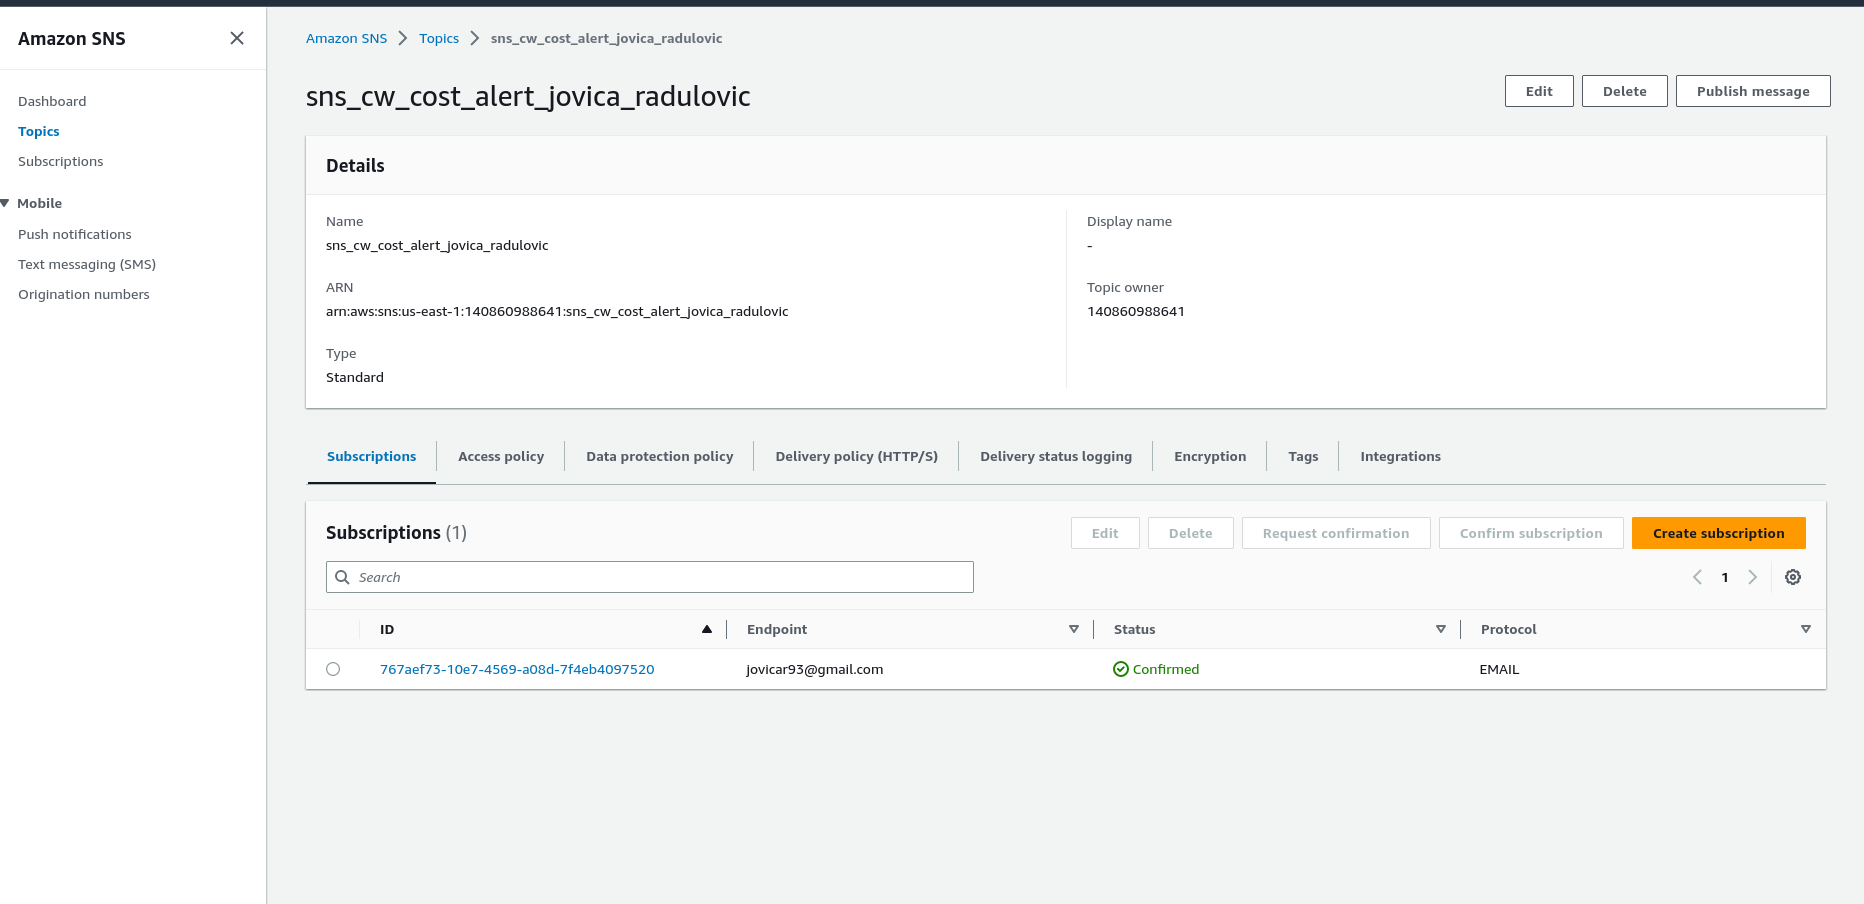 Amazon SNS
Dashboard
Topics
Subscriptions
Mobile
Push notifications
Text messaging (SMS)
Origination numbers
Amazon SNS Topics sns_cw_cost_alert_jovica_radulovic
sns_cw_cost_alert_jovica_radulovic
Edit Delete Publish message
Details
Name
sns_cw_cost_alert_jovica_radulovic
ARN
arn:aws:sns:us-east-1:140860988641:sns_cw_cost_alert_jovica_radulovic
Type
Standard
Display name
-
Topic owner
140860988641
Subscriptions Access policy Data protection policy Delivery policy (HTTP/S) Delivery status logging Encryption Tags Integrations
Subscriptions (1)
Edit Delete Request confirmation Confirm subscription Create subscription
Search
1
ID Endpoint Status Protocol
767aef73-10e7-4569-a08d-7f4eb4097520 jovicar93@gmail.com Confirmed EMAIL